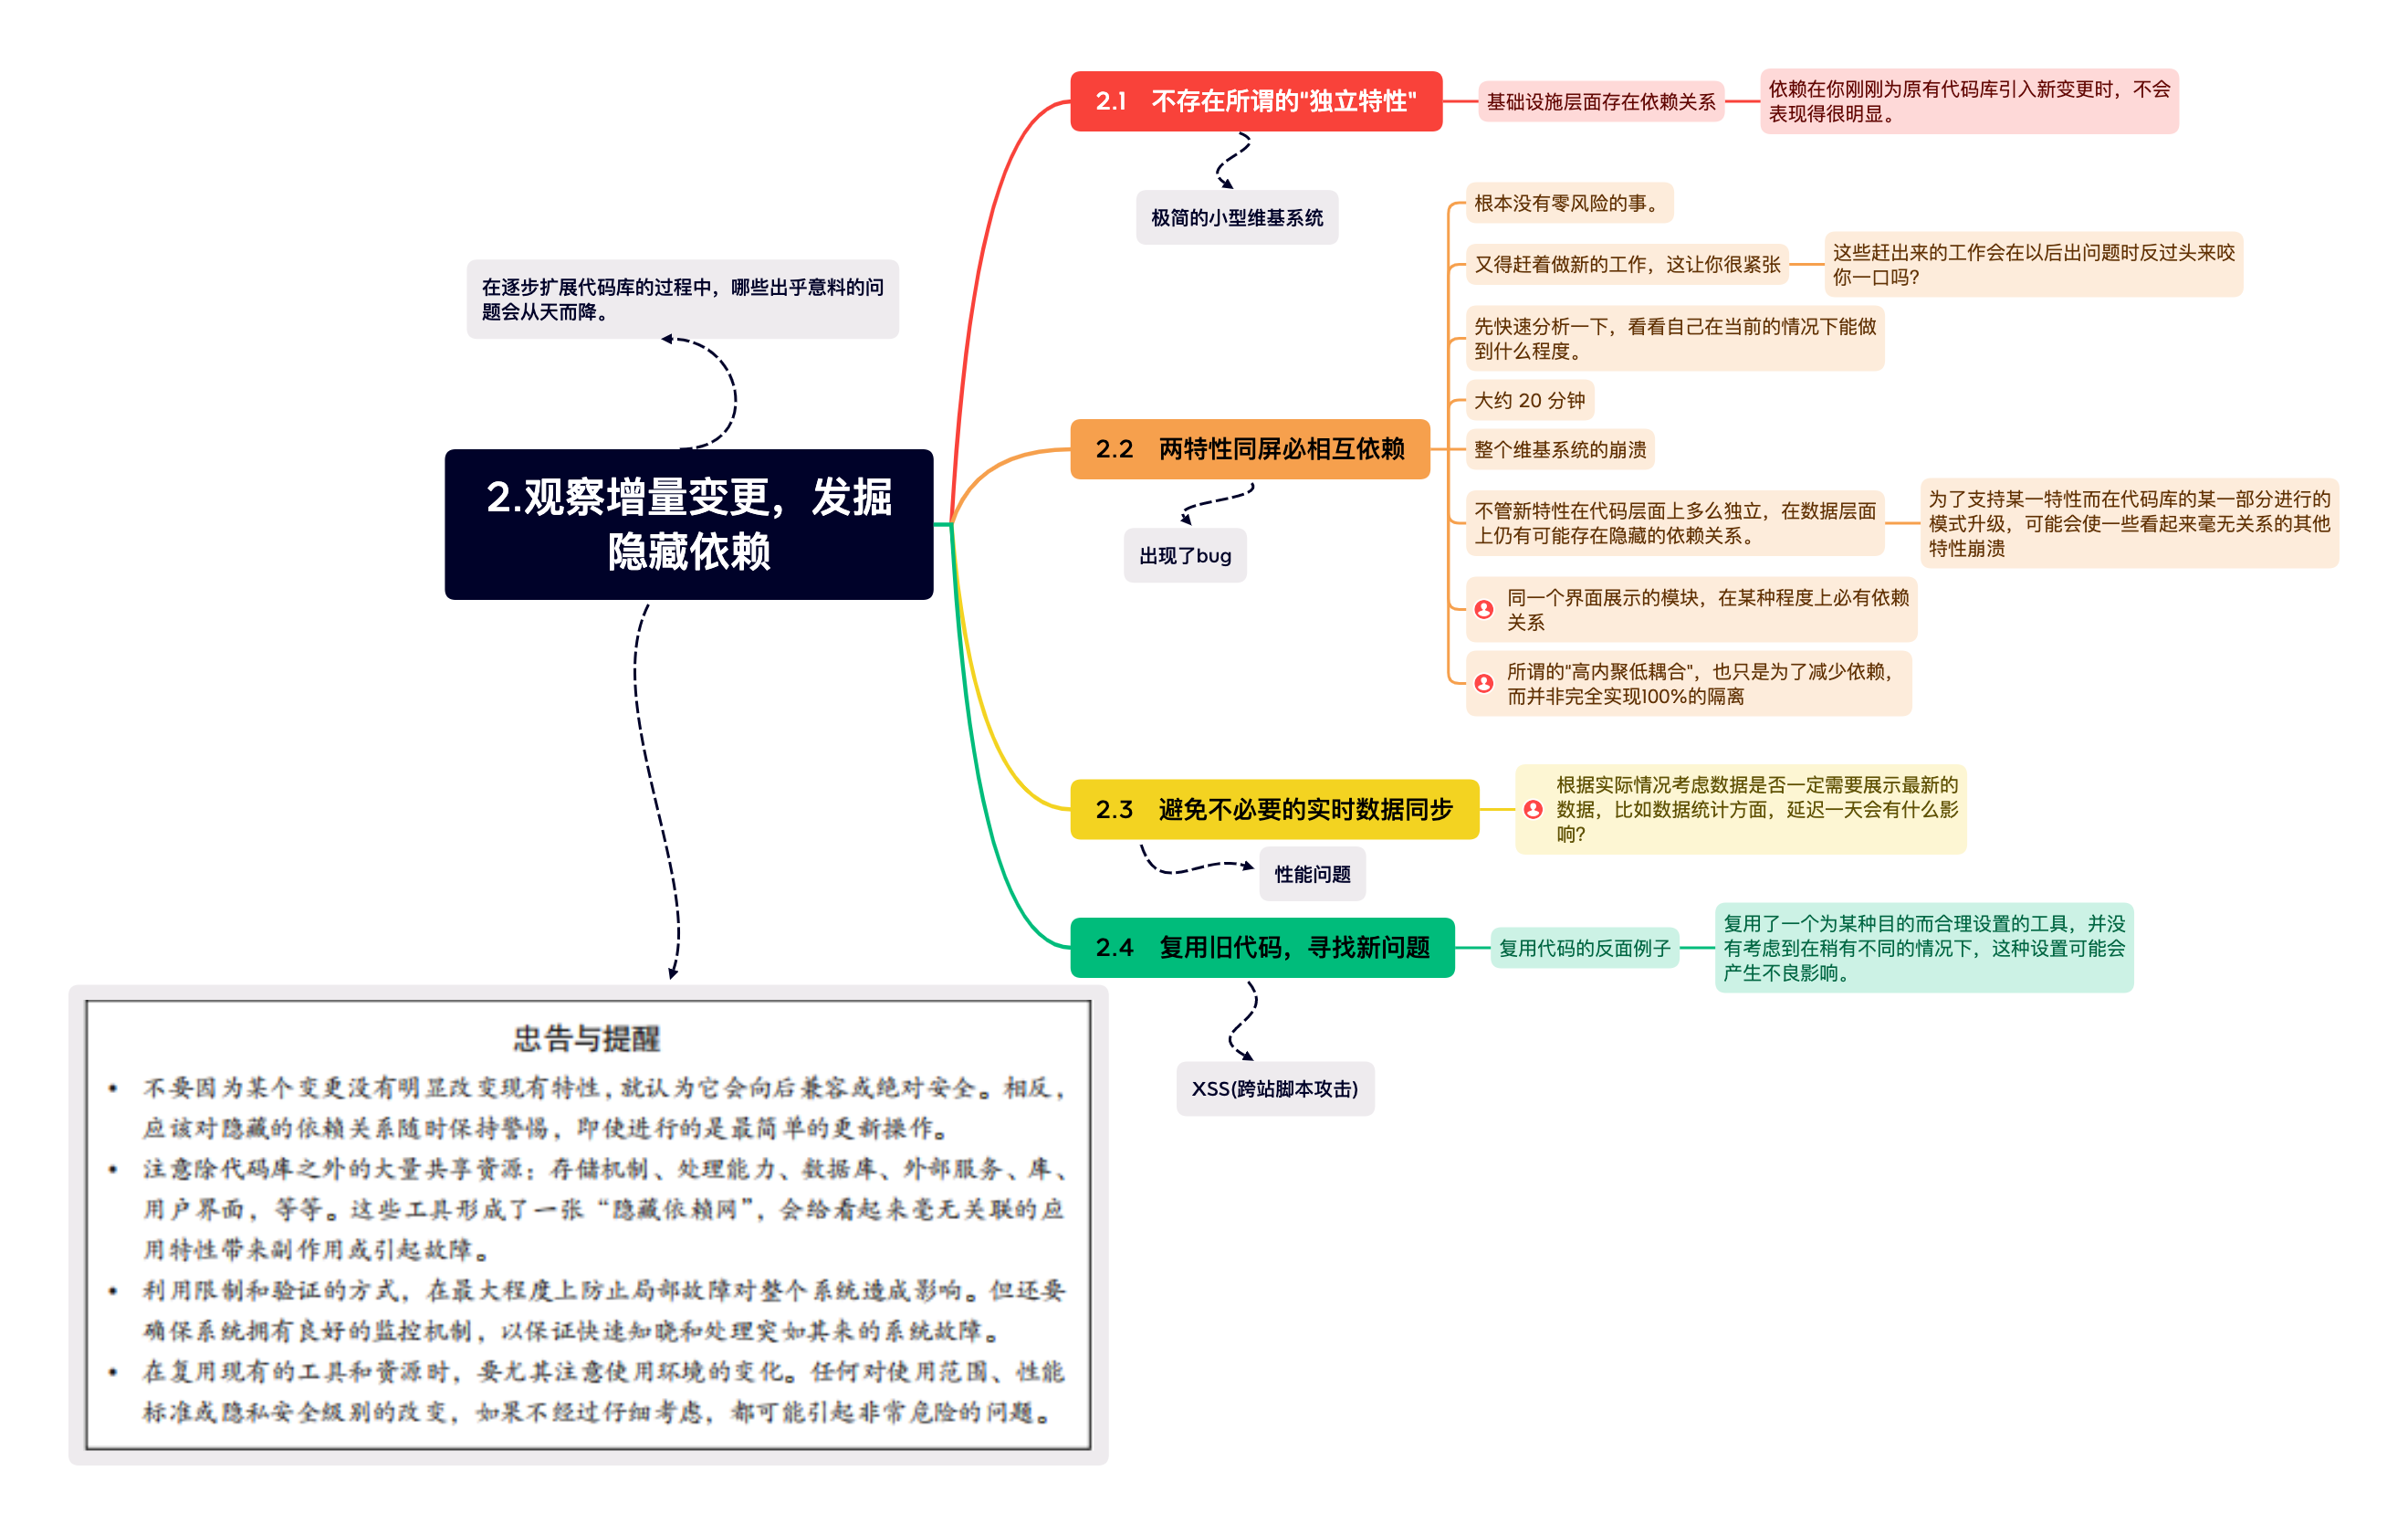 在逐步扩展代码库的过程中，哪些出乎意料的问
题会从天而降。
2.观察增量变更，发掘
隐藏依赖
2.1 不存在所谓的"独立特性"
基础设施层面存在依赖关系
依赖在你刚刚为原有代码库引入新变更时，不会
表现得很明显。
极简的小型维基系统
2.2 两特性同屏必相互依赖
出现了bug
根本没有零风险的事。
又得赶着做新的工作，这让你很紧张
这些赶出来的工作会在以后出问题时反过头来咬
你一口吗？
先快速分析一下，看看自己在当前的情况下能做
到什么程度。
大约 20 分钟
整个维基系统的崩溃
不管新特性在代码层面上多么独立，在数据层面
上仍有可能存在隐藏的依赖关系。
为了支持某一特性而在代码库的某一部分进行的
模式升级，可能会使一些看起来毫无关系的其他
特性崩溃
同一个界面展示的模块，在某种程度上必有依赖
关系
所谓的"高内聚低耦合"，也只是为了减少依赖，
而并非完全实现100%的隔离
2.3 避免不必要的实时数据同步
根据实际情况考虑数据是否一定需要展示最新的
数据，比如数据统计方面，延迟一天会有什么影
响？
性能问题
2.4 复用旧代码，寻找新问题
复用代码的反面例子
复用了一个为某种目的而合理设置的工具，并没
有考虑到在稍有不同的情况下，这种设置可能会
产生不良影响。
XSS(跨站脚本攻击)
忠告与提醒
• 不要因为某个变更没有明显改变现有特性，就认为它会向后兼容或绝对安全。相反，
应该对隐藏的依赖关系随时保持警惕，即使进行的是最简单的更新操作。
• 注意除代码库之外的大量共享资源：存储机制、处理能力、数据库、外部服务、库、
用户界面，等等。这些工具形成了一张“隐藏依赖网”，会给看起来毫无关联的应
用特性带来副作用或引起故障。
• 利用限制和验证的方式，在最大程度上防止局部故障对整个系统造成影响。但还要
确保系统拥有良好的监控机制，以保证快速知晓和处理突如其来的系统故障。
• 在复用现有的工具和资源时，要尤其注意使用环境的变化。任何对使用范围、性能
标准或隐私安全级别的改变，如果不经过仔细考虑，都可能引起非常危险的问题。